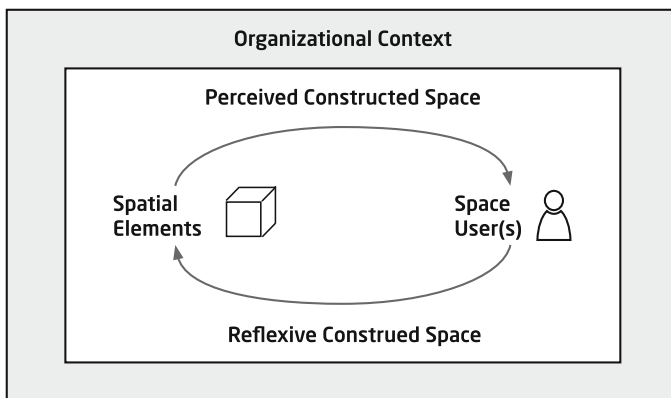 Organizational Context
Perceived Constructed Space
Spatial
Elements
Space
User(s)
Reflexive Construed Space